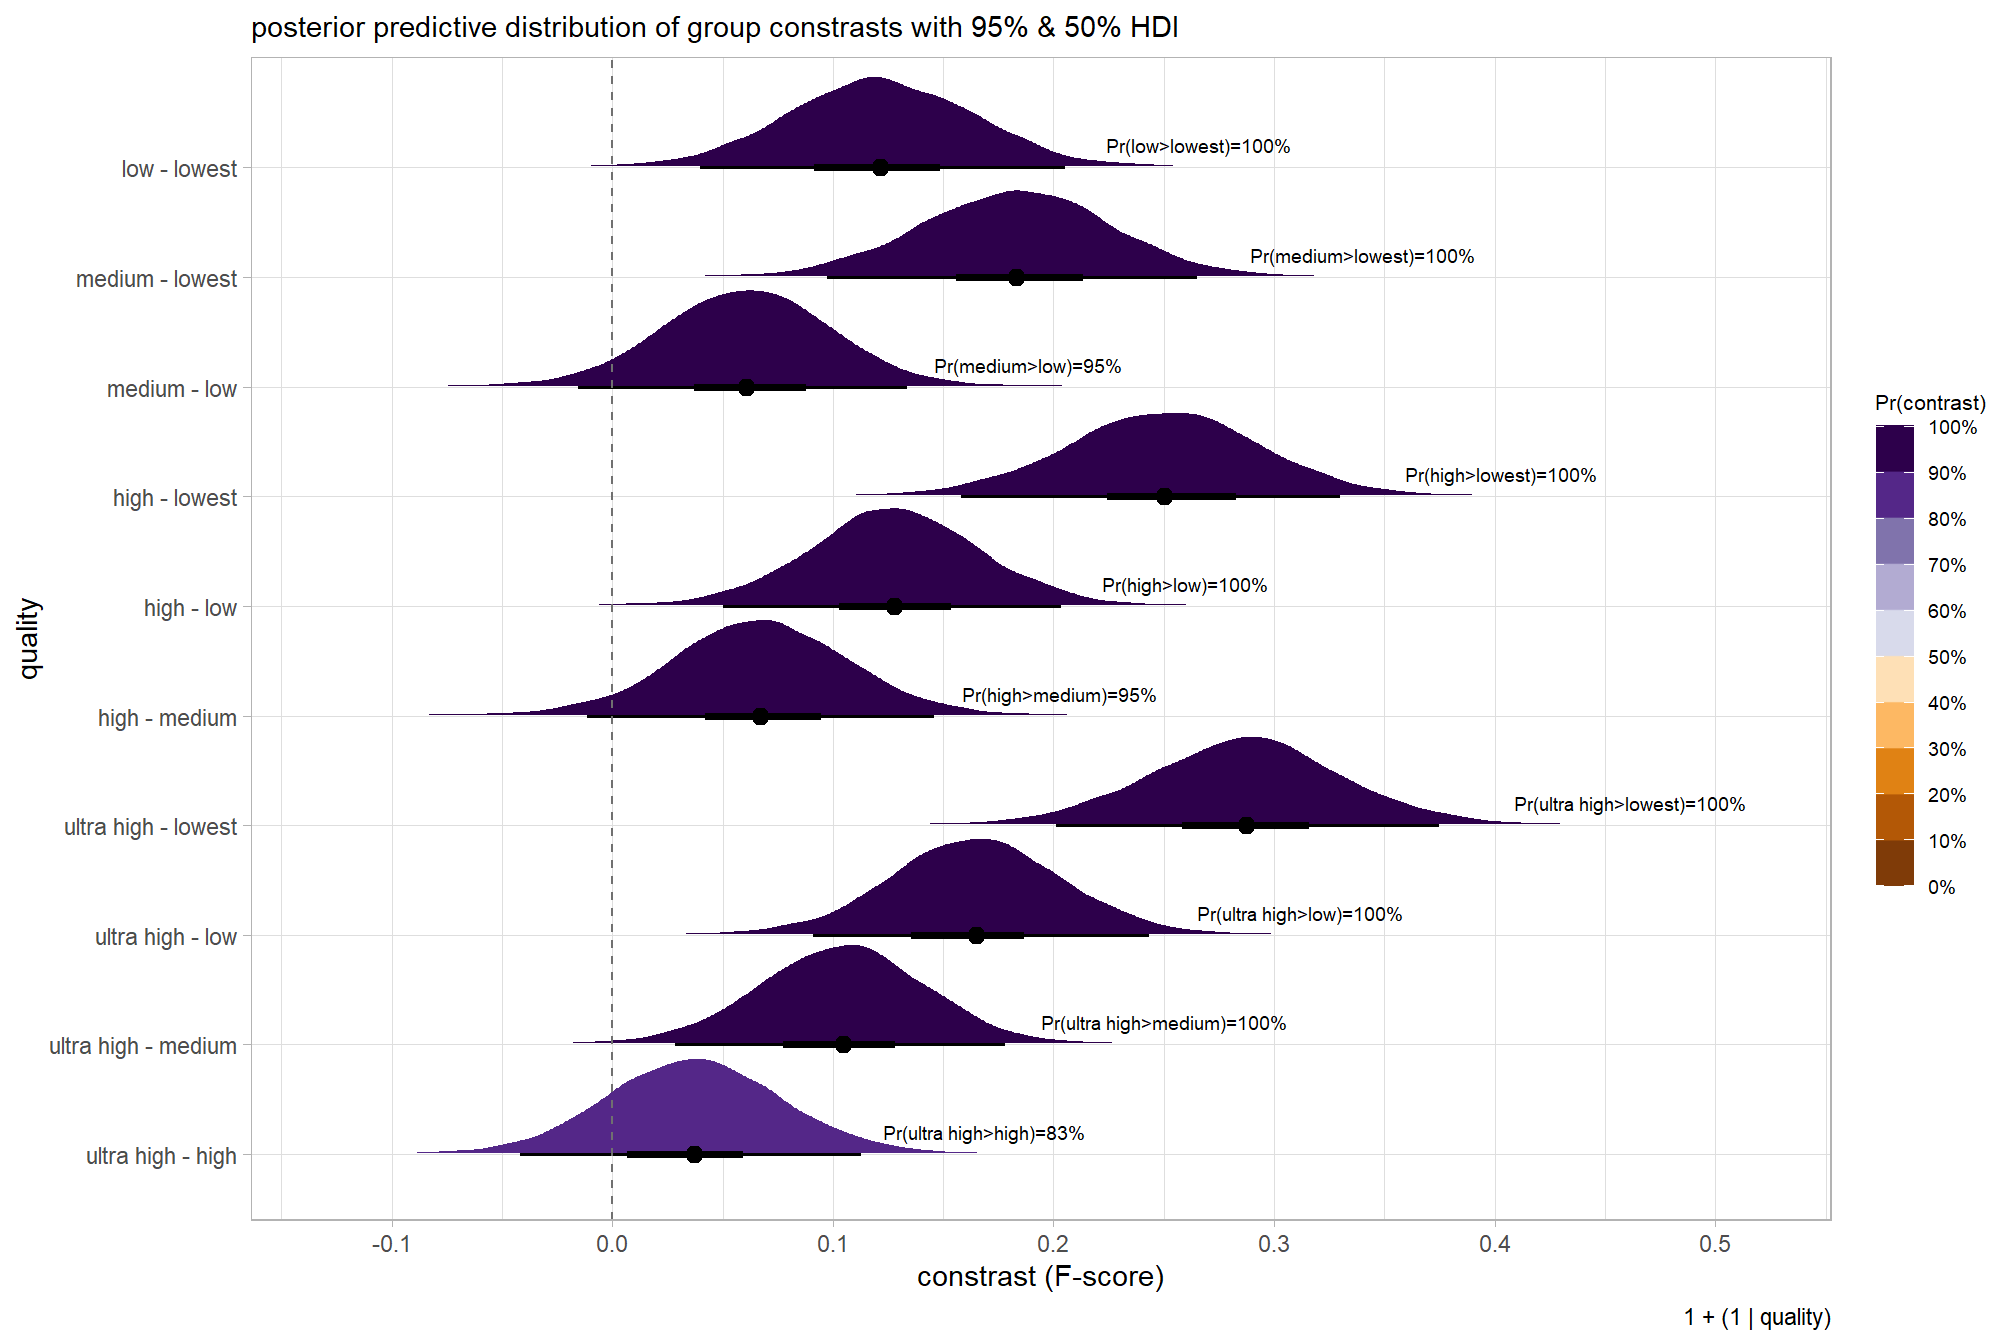 posterior predictive distribution of group constrasts with 95% & 50% HDI
quality
low - lowest
Pr(low>lowest)=100%
medium - lowest
Pr(medium>lowest)=100%
medium - low
Pr(medium>low)=95%
high - lowest
Pr(high>lowest)=100%
high - low
Pr(high>low)=100%
high - medium
Pr(high>medium)=95%
ultra high - lowest
Pr(ultra high>lowest)=100%
ultra high - low
Pr(ultra high>low)=100%
ultra high - medium
Pr(ultra high>medium)=100%
ultra high - high
Pr(ultra high>high)=83%
-0.1 0.0 0.1 0.2 0.3 0.4 0.5
constrast (F-score)
Pr(contrast)
100%
90%
80%
70%
60%
50%
40%
30%
20%
10%
0%
1 + (1 | quality)